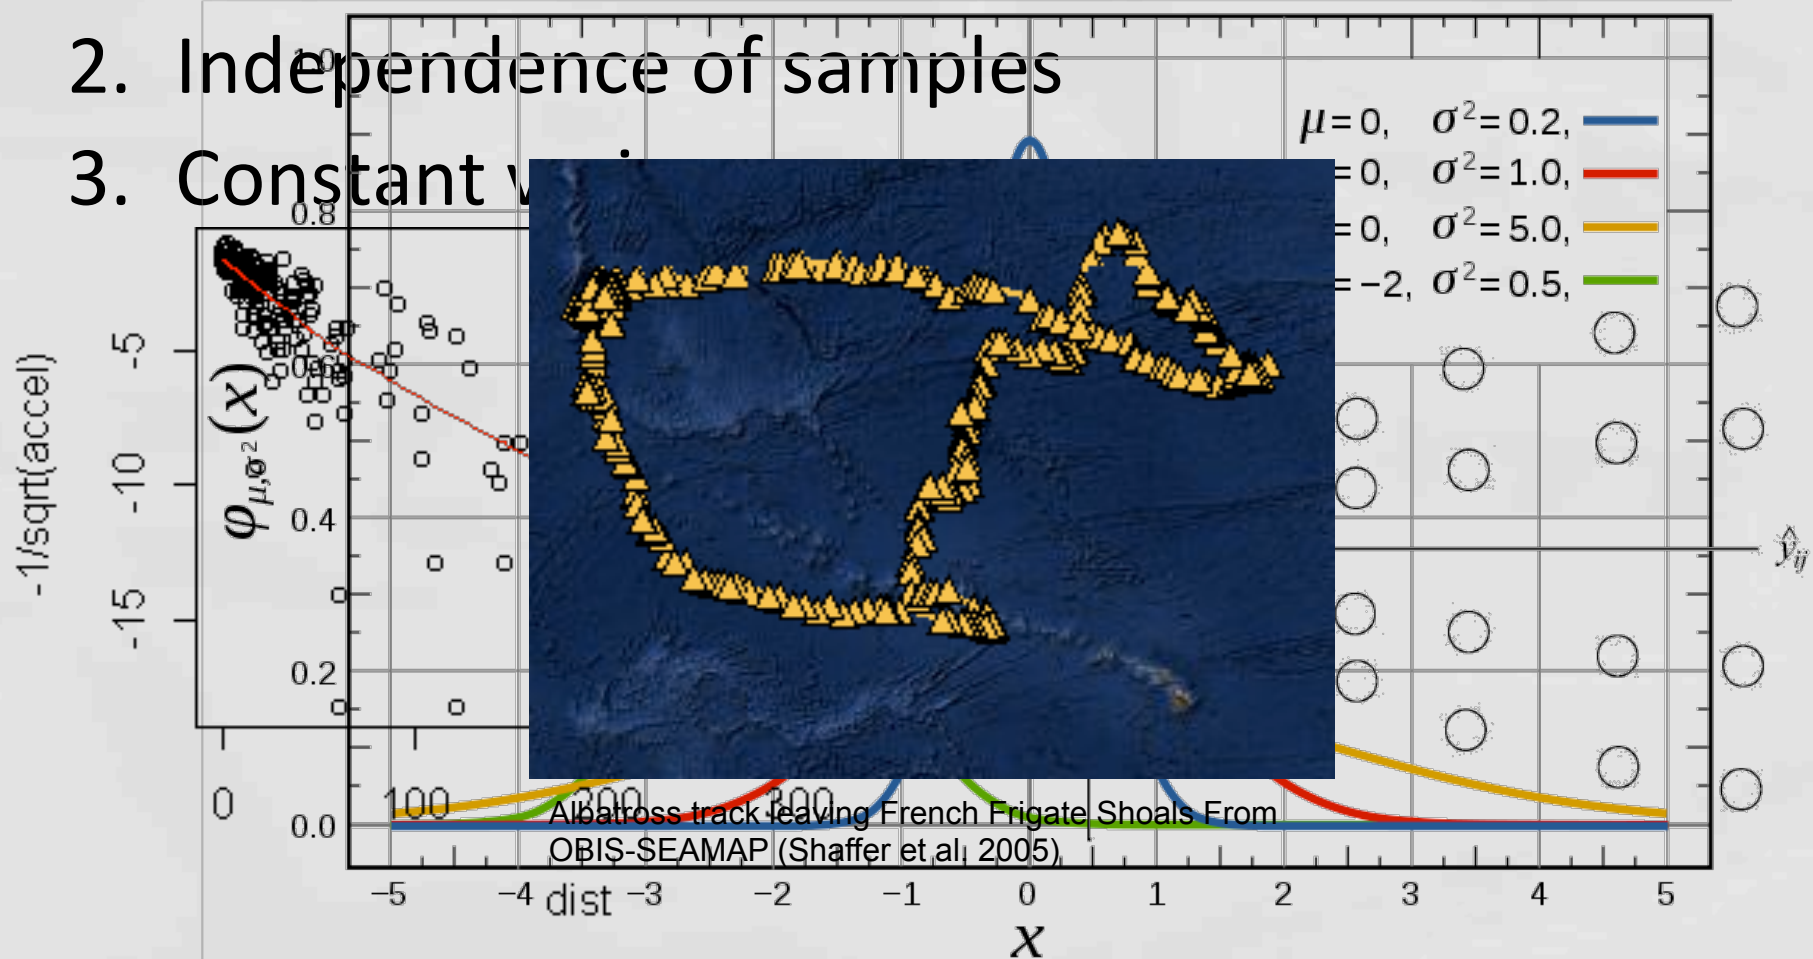 2. Independence of samples
3. Constant
1.0
0.8
0.6
0.4
0.2
0.0
φμ,σ²(x)
μ= 0, σ²= 0.2,
= 0, σ²= 1.0,
= 0, σ²= 5.0,
= −2, σ²= 0.5,
-1/sqrt(accel)
-5
-10
-15
ŷij
0 100 200 300
Albatross track leaving French Frigate Shoals From
OBIS-SEAMAP (Shaffer et al. 2005)
−5 −4 −3 −2 −1 0 1 2 3 4 5
dist
x